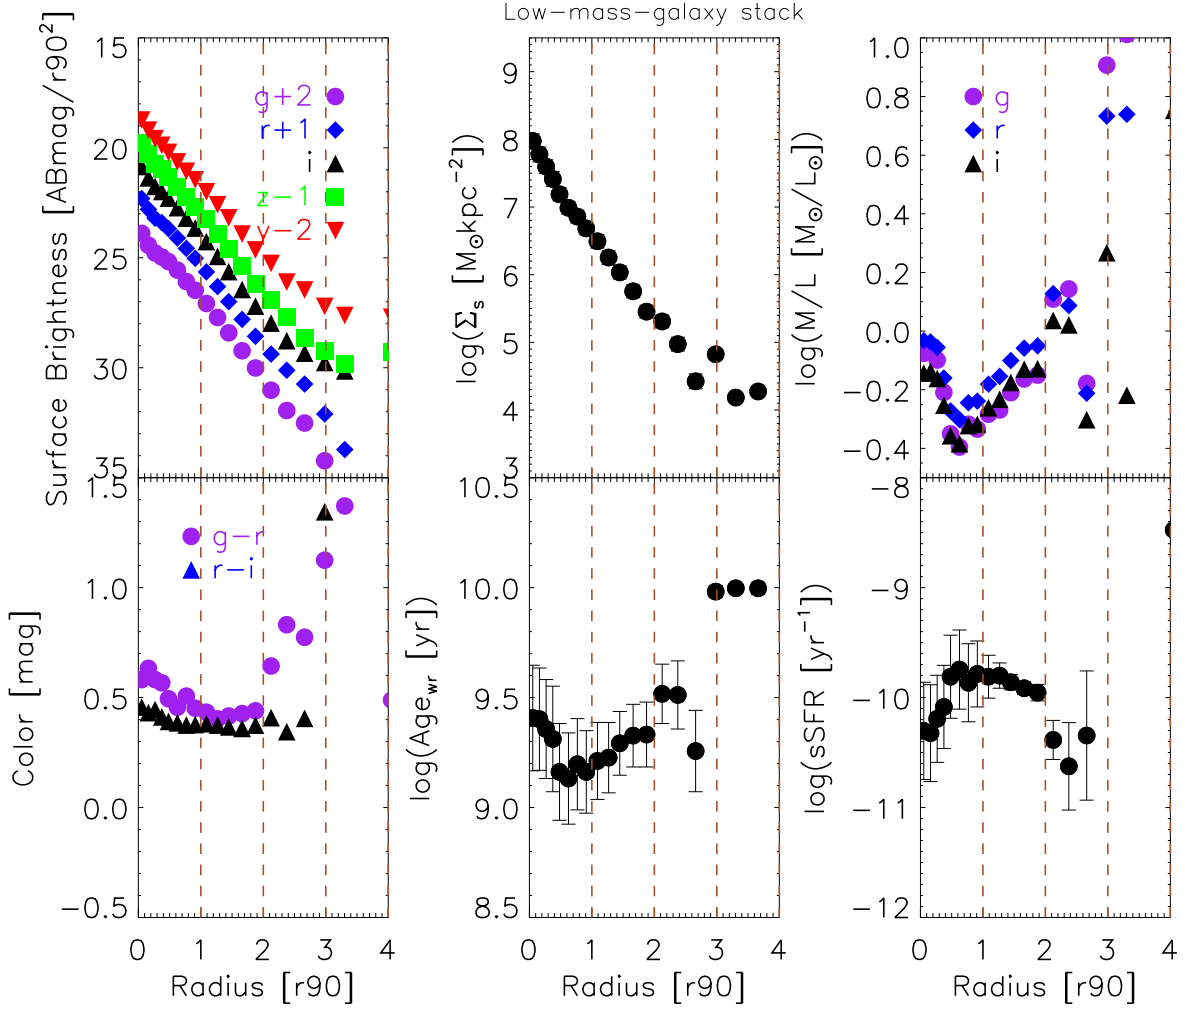 Low-mass-galaxy stack
Surface Brightness [ABmag/r90²]
15
20
25
30
35
g+2
r+1
i
z-1
y-2
log(Σs [M⊙kpc⁻²])
9
8
7
6
5
4
3
log(M/L [M⊙/L⊙])
1.0
0.8
0.6
0.4
0.2
0.0
-0.2
-0.4
g
r
i
Color [mag]
1.5
1.0
0.5
0.0
-0.5
g-r
r-i
0 1 2 3 4
Radius [r90]
log(Agewr [yr])
10.5
10.0
9.5
9.0
8.5
0 1 2 3 4
Radius [r90]
log(sSFR [yr⁻¹])
-8
-9
-10
-11
-12
0 1 2 3 4
Radius [r90]